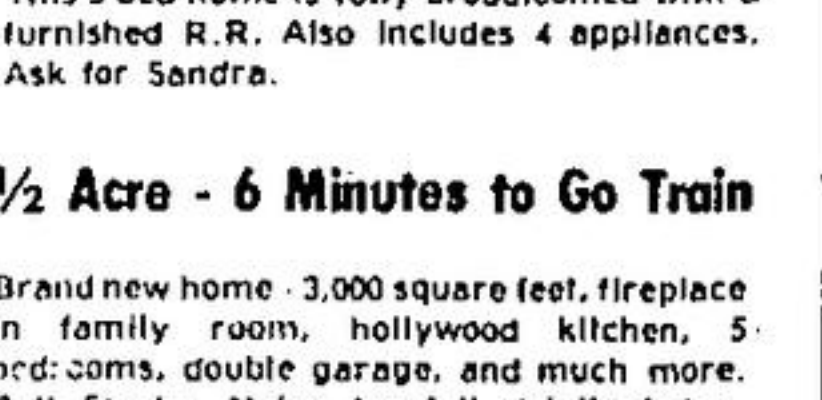 furnished R.R. Also includes 4 appliances.
Ask for Sandra.
½ Acre - 6 Minutes to Go Train
Brand new home - 3,000 square feet, fireplace
n family room, hollywood kitchen, 5
double garage, and much more.